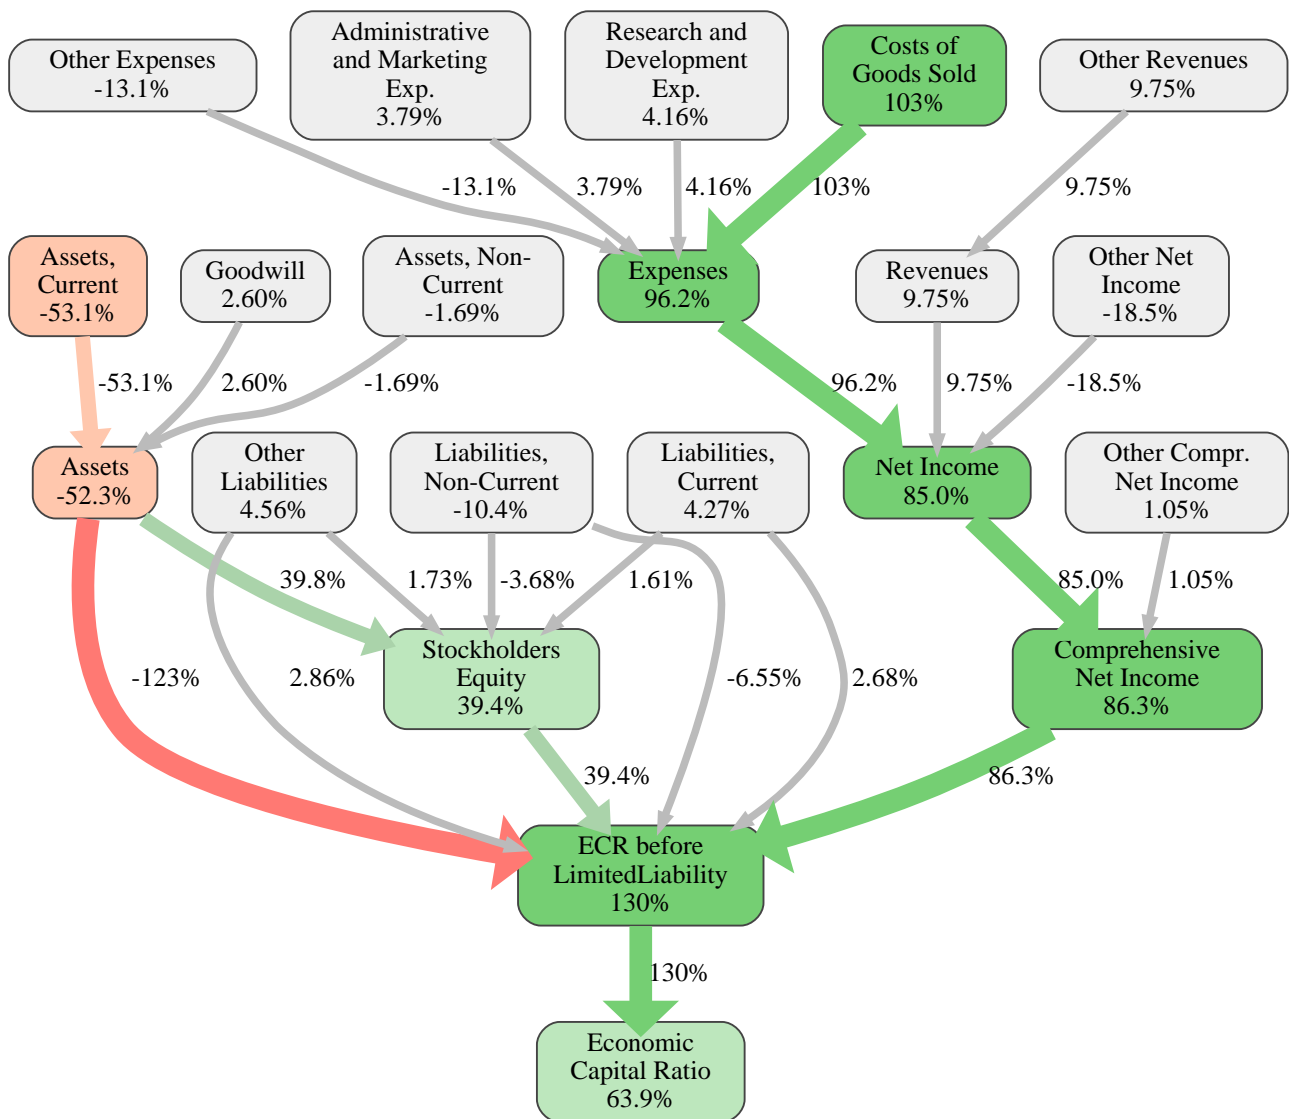 Other Expenses
-13.1%
Administrative
and Marketing
Exp.
3.79%
Research and
Development
Exp.
4.16%
Costs of
Goods Sold
103%
Other Revenues
9.75%
-13.1%
3.79%
4.16%
103%
9.75%
Assets,
Current
-53.1%
Goodwill
2.60%
Assets, Non-
Current
-1.69%
Expenses
96.2%
Revenues
9.75%
Other Net
Income
-18.5%
-53.1%
2.60%
-1.69%
96.2%
9.75%
-18.5%
Assets
-52.3%
Other
Liabilities
4.56%
Liabilities,
Non-Current
-10.4%
Liabilities,
Current
4.27%
Net Income
85.0%
Other Compr.
Net Income
1.05%
39.8%
1.73%
-3.68%
1.61%
85.0%
1.05%
-123%
2.86%
Stockholders
Equity
39.4%
-6.55%
2.68%
Comprehensive
Net Income
86.3%
39.4%
86.3%
ECR before
LimitedLiability
130%
130%
Economic
Capital Ratio
63.9%